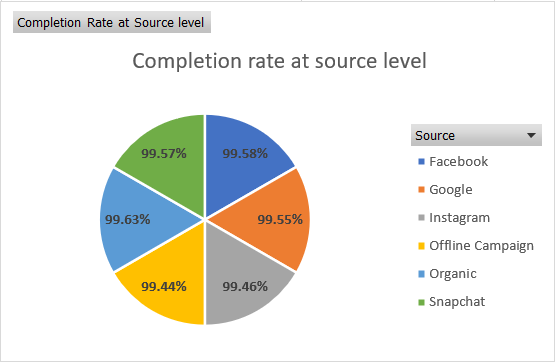 Completion Rate at Source level
Completion rate at source level
99.57%
99.58%
99.63%
99.55%
99.44%
99.46%
Source
Facebook
Google
Instagram
Offline Campaign
Organic
Snapchat